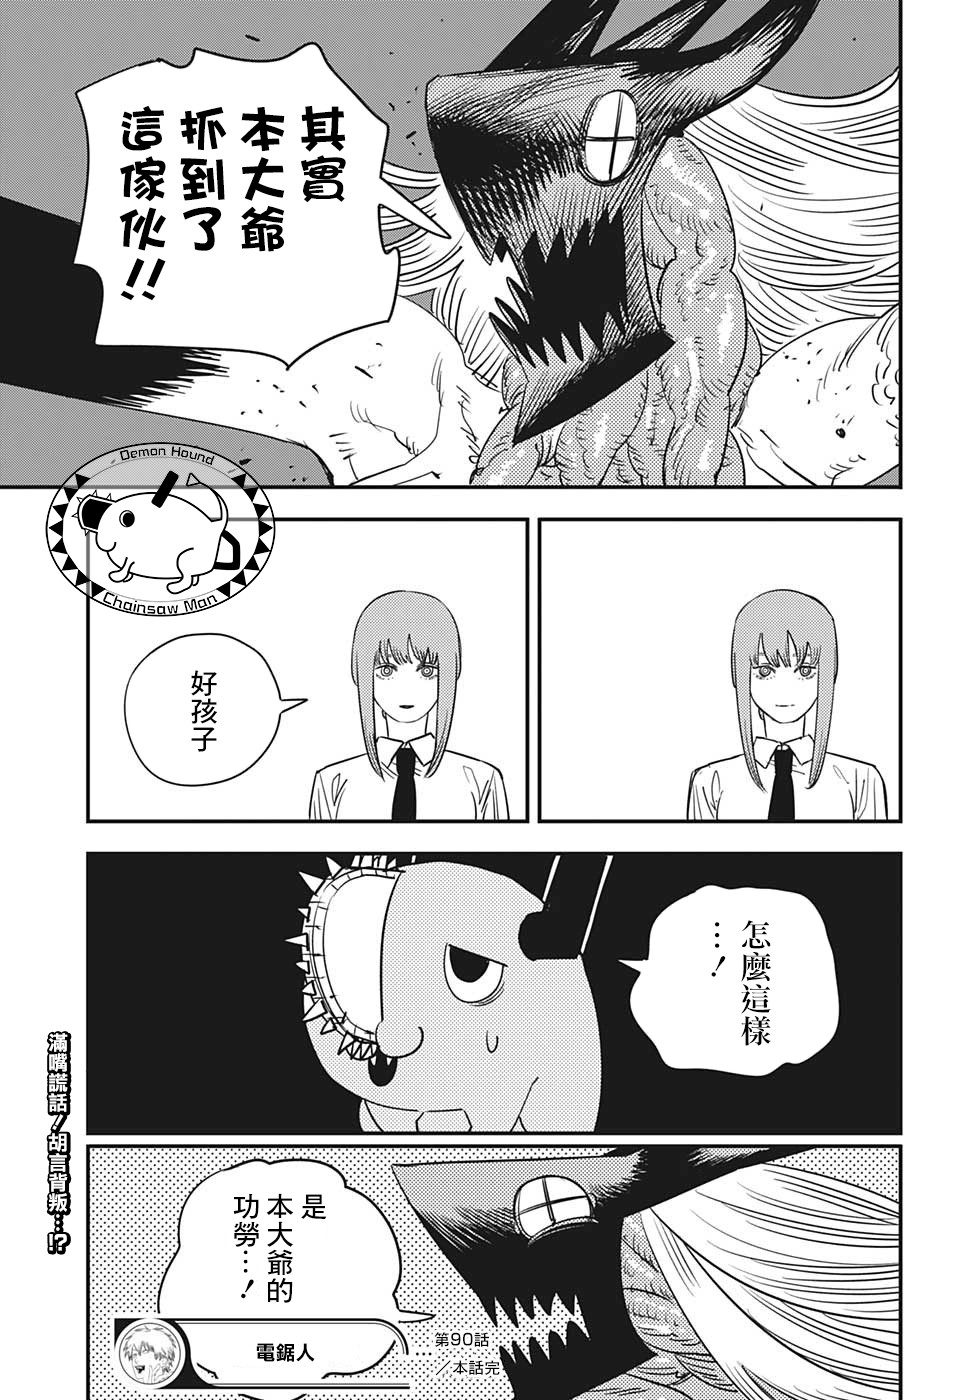 其實
本大爺
抓到了
這傢伙!!
Demon Hound
Chainsaw Man
好孩子
怎麼這樣
…!
是
本大爺的
功勞…!
滿嘴謊話!胡言背叛…!?
電鋸人
第90話
／本話完